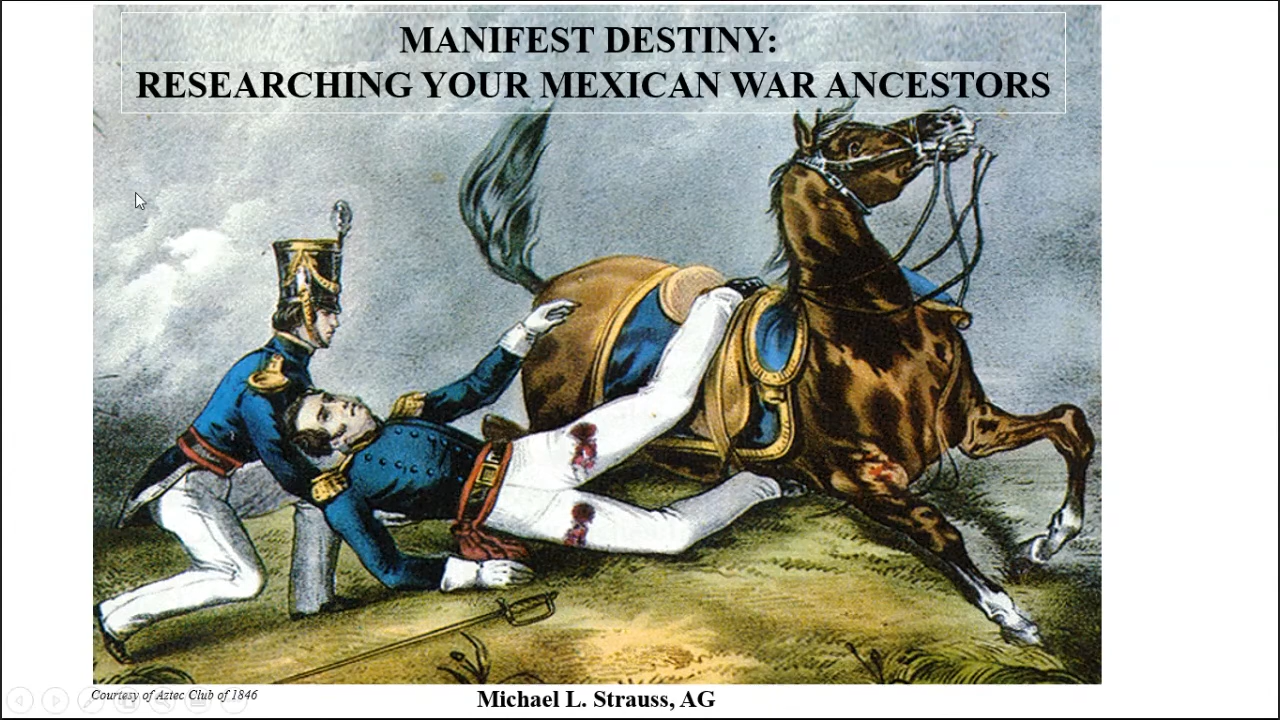 MANIFEST DESTINY:
RESEARCHING YOUR MEXICAN WAR ANCESTORS
Courtesy of Aztec Club of 1846
Michael L. Strauss, AG